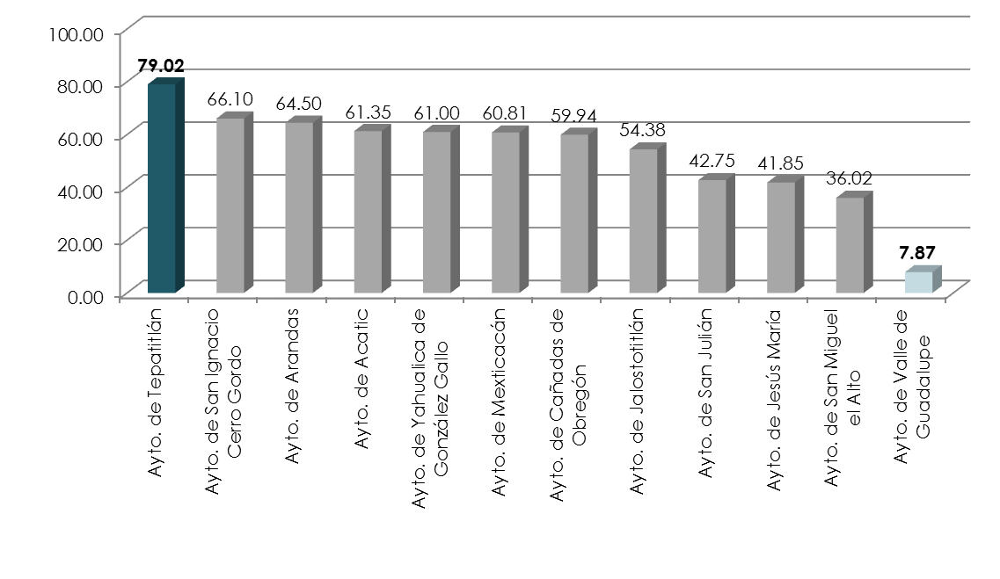 100.00
80.00
60.00
40.00
20.00
0.00
79.02
66.10
64.50
61.35
61.00
60.81
59.94
54.38
42.75
41.85
36.02
7.87
Ayto. de Tepatitlán
Ayto. de San Ignacio
Cerro Gordo
Ayto. de Arandas
Ayto. de Acatic
Ayto. de Yahualica de
González Gallo
Ayto. de Mexticacán
Ayto. de Cañadas de
Obregón
Ayto. de Jalostotitlán
Ayto. de San Julián
Ayto. de Jesús María
Ayto. de San Miguel
el Alto
Ayto. de Valle de
Guadalupe